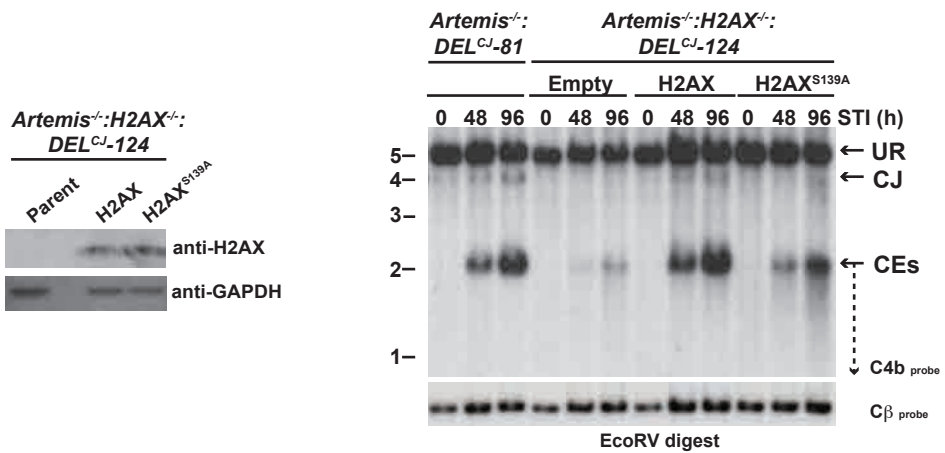 Artemis-/-:H2AX-/-:
DELCJ-124
Parent H2AX H2AXS139A
anti-H2AX
anti-GAPDH
Artemis-/-: Artemis-/-:H2AX-/-:
DELCJ-81 DELCJ-124
Empty H2AX H2AXS139A
0 48 96 0 48 96 0 48 96 0 48 96 STI (h)
5 UR
4 CJ
3
2 CEs
1
C4b probe
Cβ probe
EcoRV digest